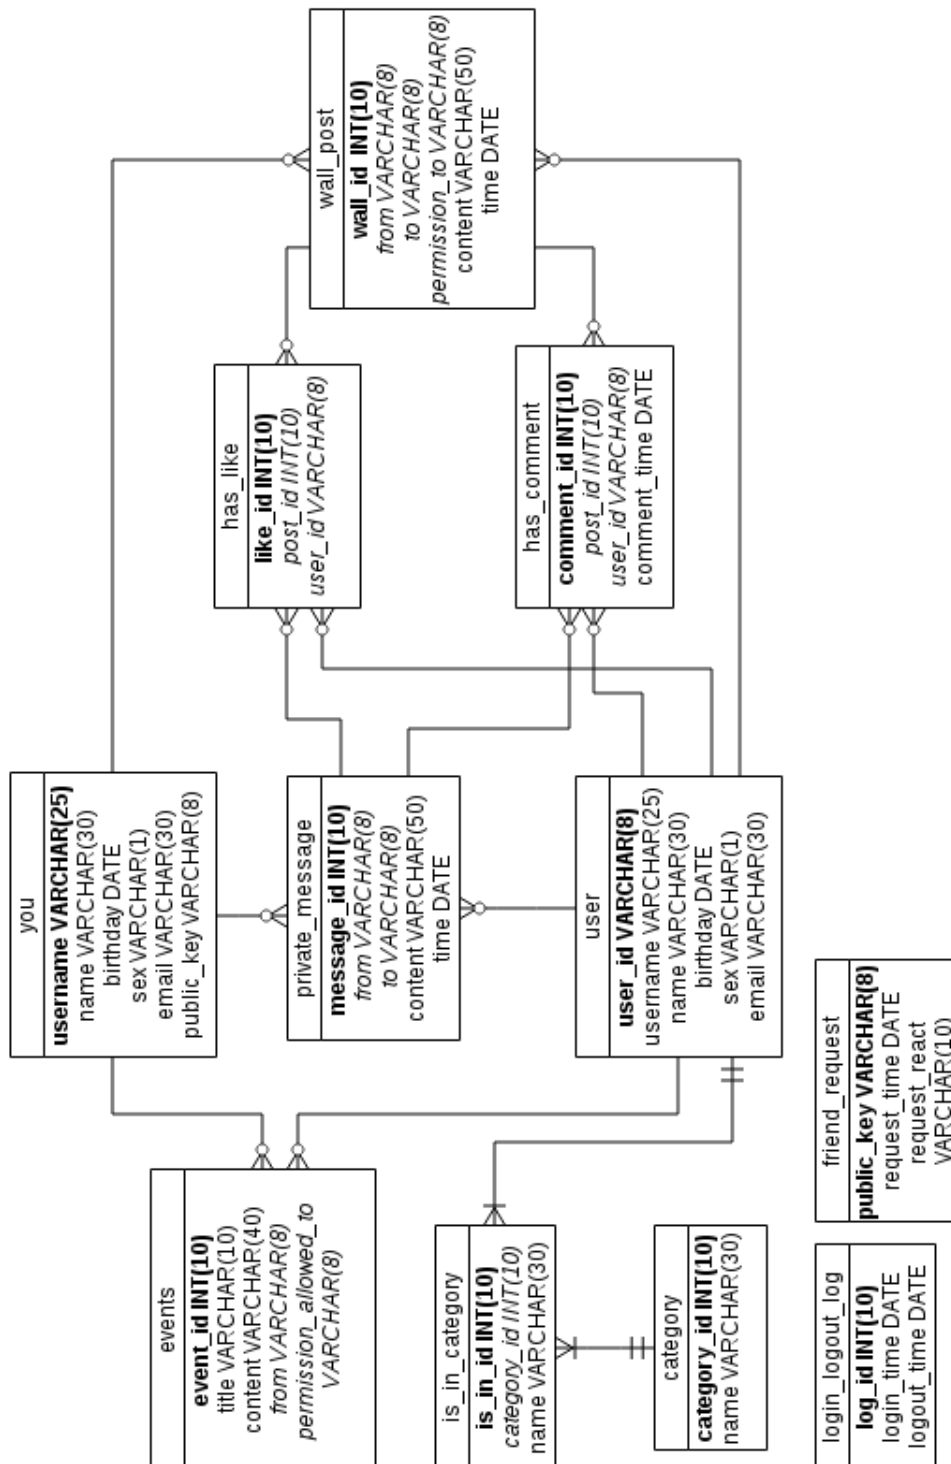 you
username VARCHAR(25)
name VARCHAR(30)
birthday DATE
sex VARCHAR(1)
email VARCHAR(30)
public_key VARCHAR(8)
wall_post
wall_id INT(10)
from VARCHAR(8)
to VARCHAR(8)
permission_to VARCHAR(8)
content VARCHAR(50)
time DATE
has_like
like_id INT(10)
post_id INT(10)
user_id VARCHAR(8)
events
event_id INT(10)
title VARCHAR(10)
content VARCHAR(40)
from VARCHAR(8)
permission_allowed_to
VARCHAR(8)
private_message
message_id INT(10)
from VARCHAR(8)
to VARCHAR(8)
content VARCHAR(50)
time DATE
has_comment
comment_id INT(10)
post_id INT(10)
user_id VARCHAR(8)
comment_time DATE
is_in_category
is_in_id INT(10)
category_id INT(10)
name VARCHAR(30)
user
user_id VARCHAR(8)
username VARCHAR(25)
name VARCHAR(30)
birthday DATE
sex VARCHAR(1)
email VARCHAR(30)
category
category_id INT(10)
name VARCHAR(30)
login_logout_log
log_id INT(10)
login_time DATE
logout_time DATE
friend_request
public_key VARCHAR(8)
request_time DATE
request_react
VARCHAR(10)